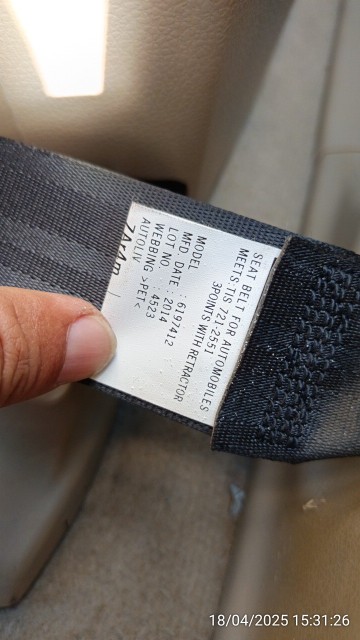 SEAT BELT FOR AUTOMOBILES
MEETS TIS 721-2551
3POINTS WITH RETRACTOR
MODEL : 6197412
MFD. DATE : 2014
LOT NO. : 4523
WEBBING >PET<
AUTOLIV
18/04/2025 15:31:26